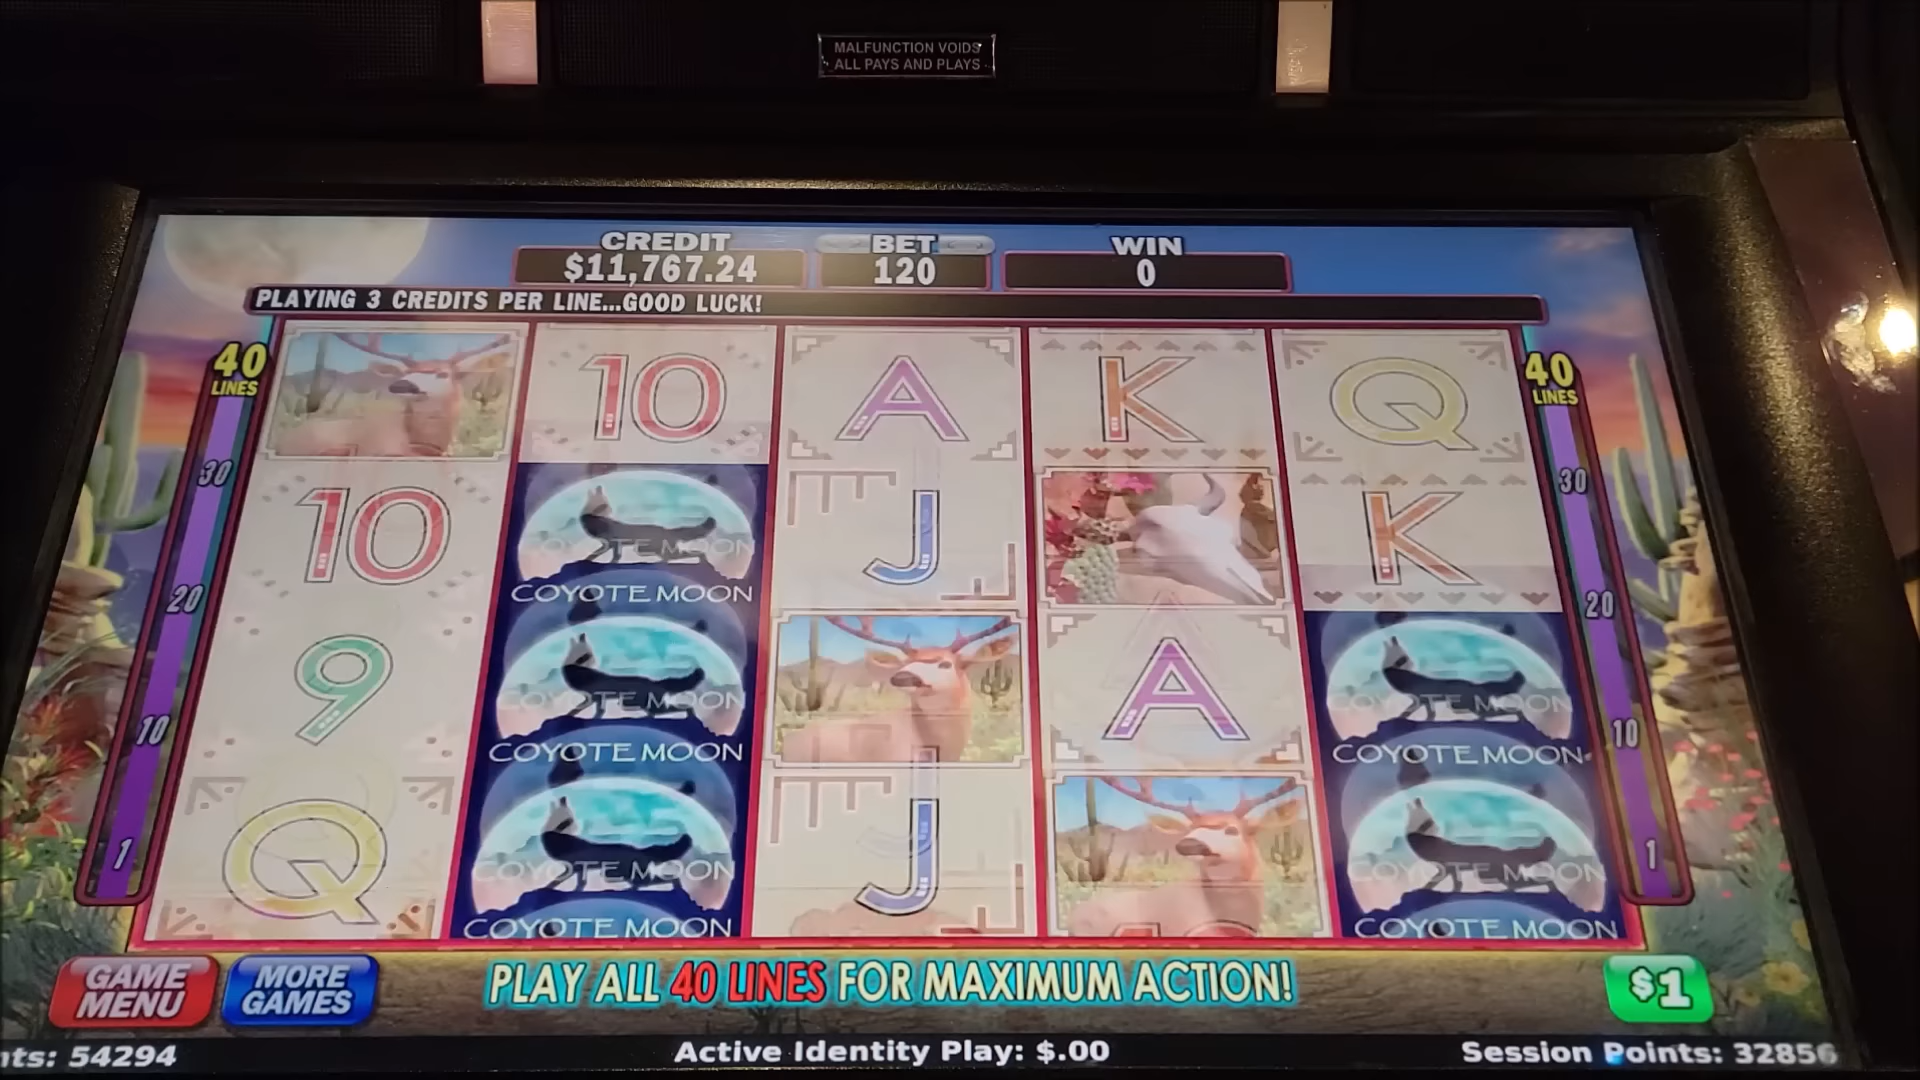 MALFUNCTION VOIDS
ALL PAYS AND PLAYS
CREDIT BET WIN
$11,767.24 120 0
PLAYING 3 CREDITS PER LINE...GOOD LUCK!
40 LINES
30
20
10
1
10 A K Q
10 COYOTE MOON J K
9 COYOTE MOON A COYOTE MOON
Q COYOTE MOON J COYOTE MOON
40 LINES
30
20
10
1
GAME MENU
MORE GAMES
PLAY ALL 40 LINES FOR MAXIMUM ACTION!
$1
nts: 54294 Active Identity Play: $.00 Session Points: 32856